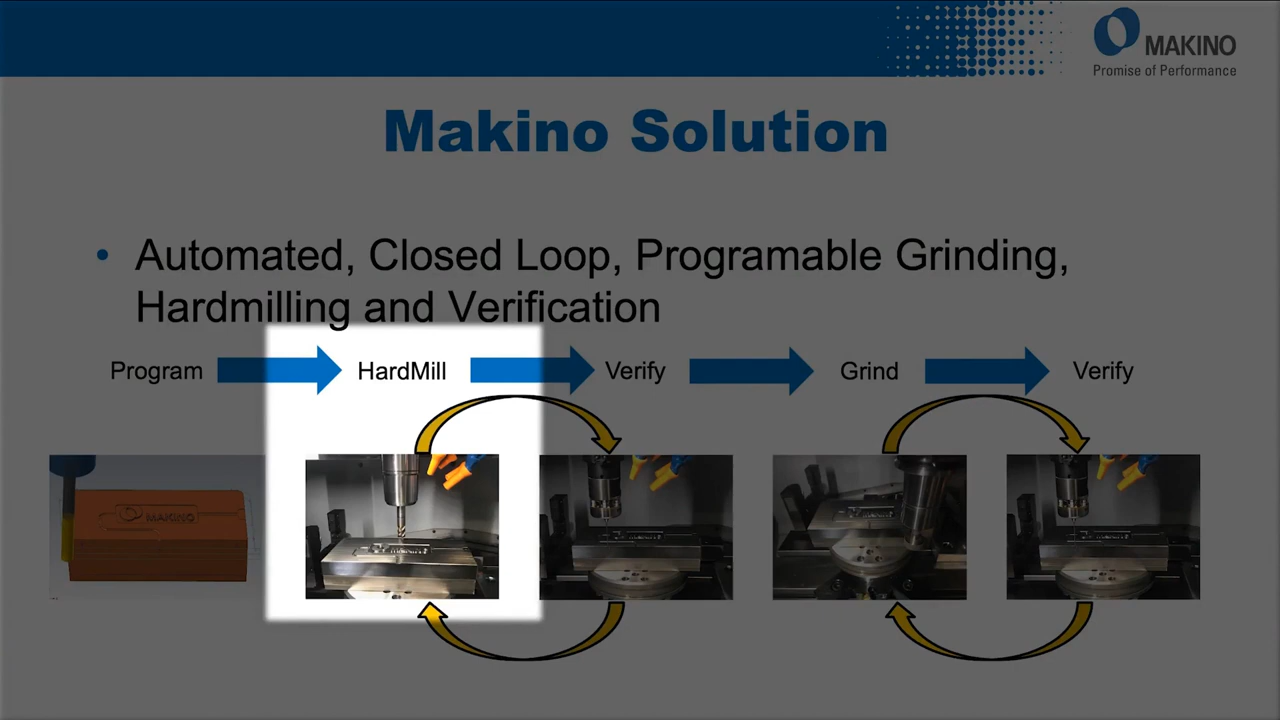 MAKINO
Promise of Performance
Makino Solution
• Automated, Closed Loop, Programable Grinding,
Hardmilling and Verification
Program
HardMill
Verify
Grind
Verify
MAKINO